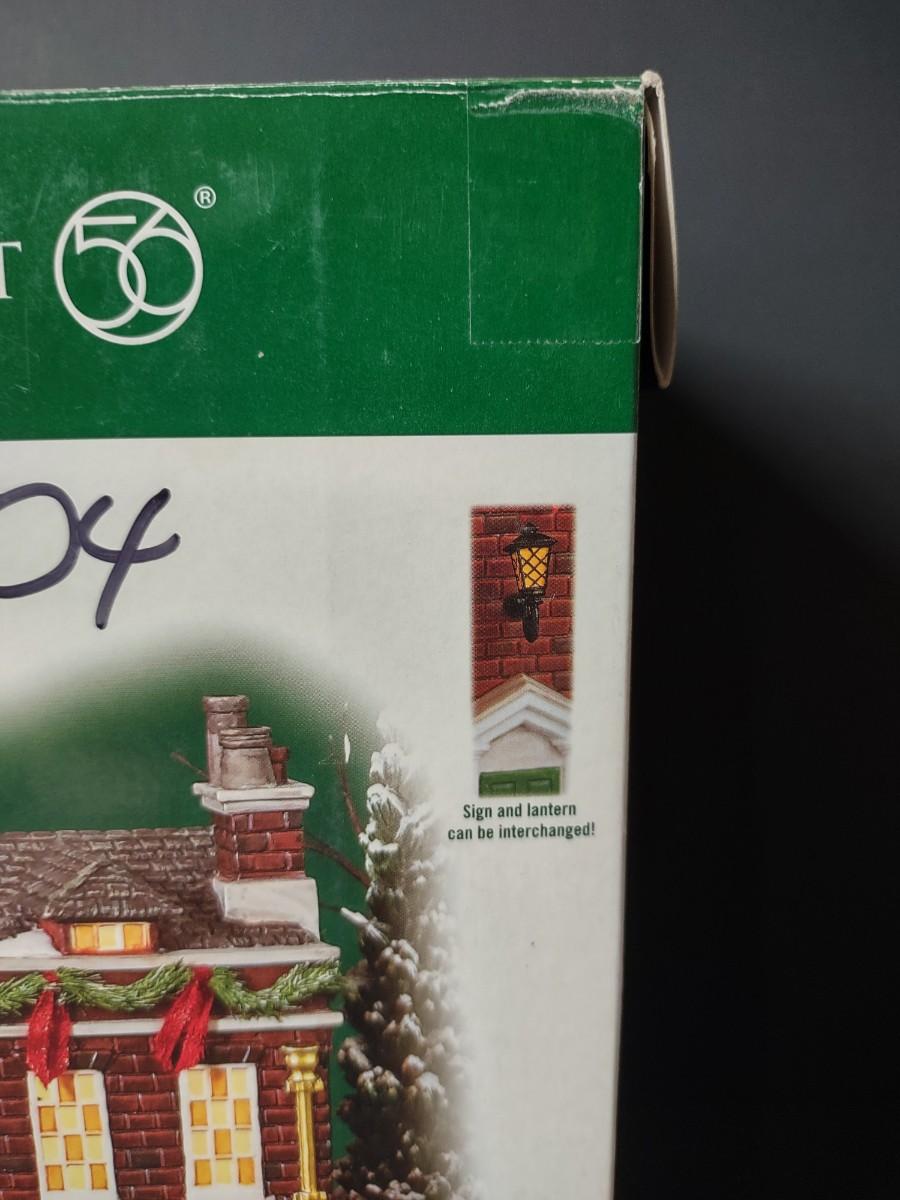 T 56®
04
Sign and lantern
can be interchanged!